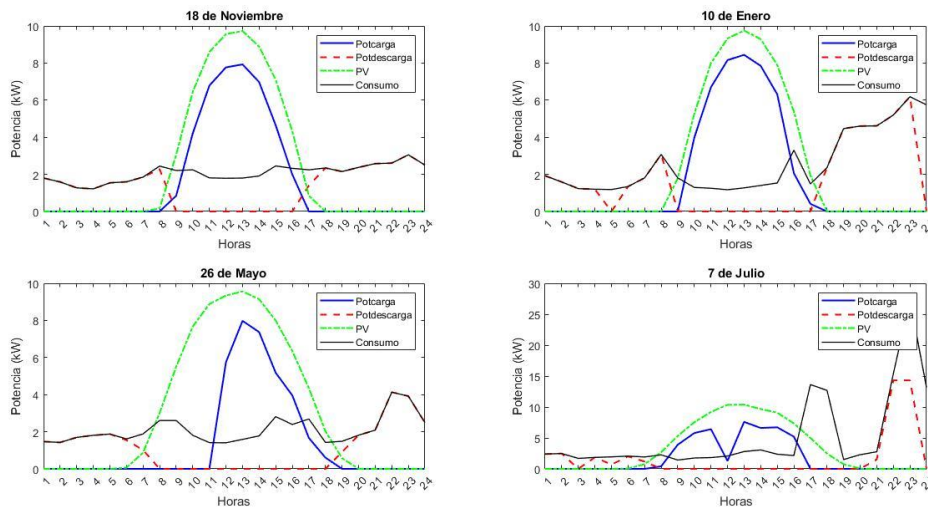 18 de Noviembre
10
8
6
4
2
0
Potencia (kW)
Potcarga
Potdescarga
PV
Consumo
1 2 3 4 5 6 7 8 9 10 11 12 13 14 15 16 17 18 19 20 21 22 23 24
Horas
10 de Enero
10
8
6
4
2
0
Potencia (kW)
Potcarga
Potdescarga
PV
Consumo
1 2 3 4 5 6 7 8 9 10 11 12 13 14 15 16 17 18 19 20 21 22 23 24
Horas
26 de Mayo
10
8
6
4
2
0
Potencia (kW)
Potcarga
Potdescarga
PV
Consumo
1 2 3 4 5 6 7 8 9 10 11 12 13 14 15 16 17 18 19 20 21 22 23 24
Horas
7 de Julio
30
25
20
15
10
5
0
Potencia (kW)
Potcarga
Potdescarga
PV
Consumo
1 2 3 4 5 6 7 8 9 10 11 12 13 14 15 16 17 18 19 20 21 22 23 24
Horas